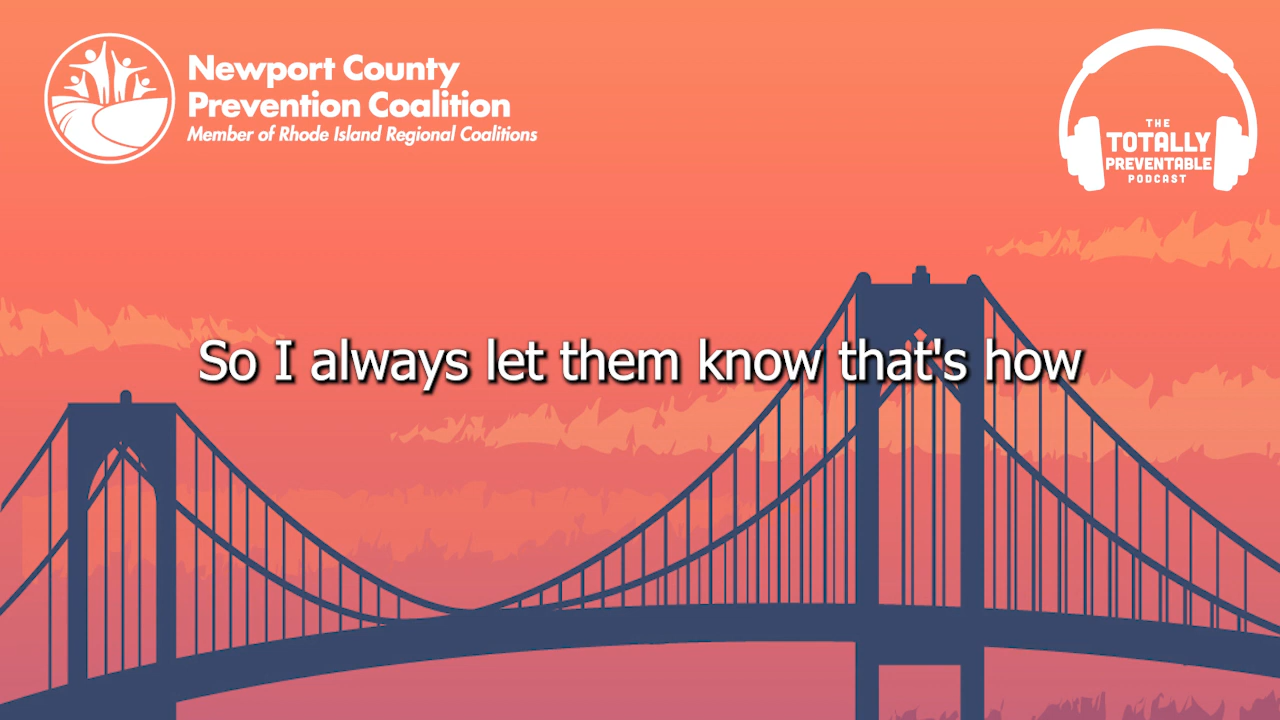 Newport County
Prevention Coalition
Member of Rhode Island Regional Coalitions
THE
TOTALLY
PREVENTABLE
PODCAST
So I always let them know that's how